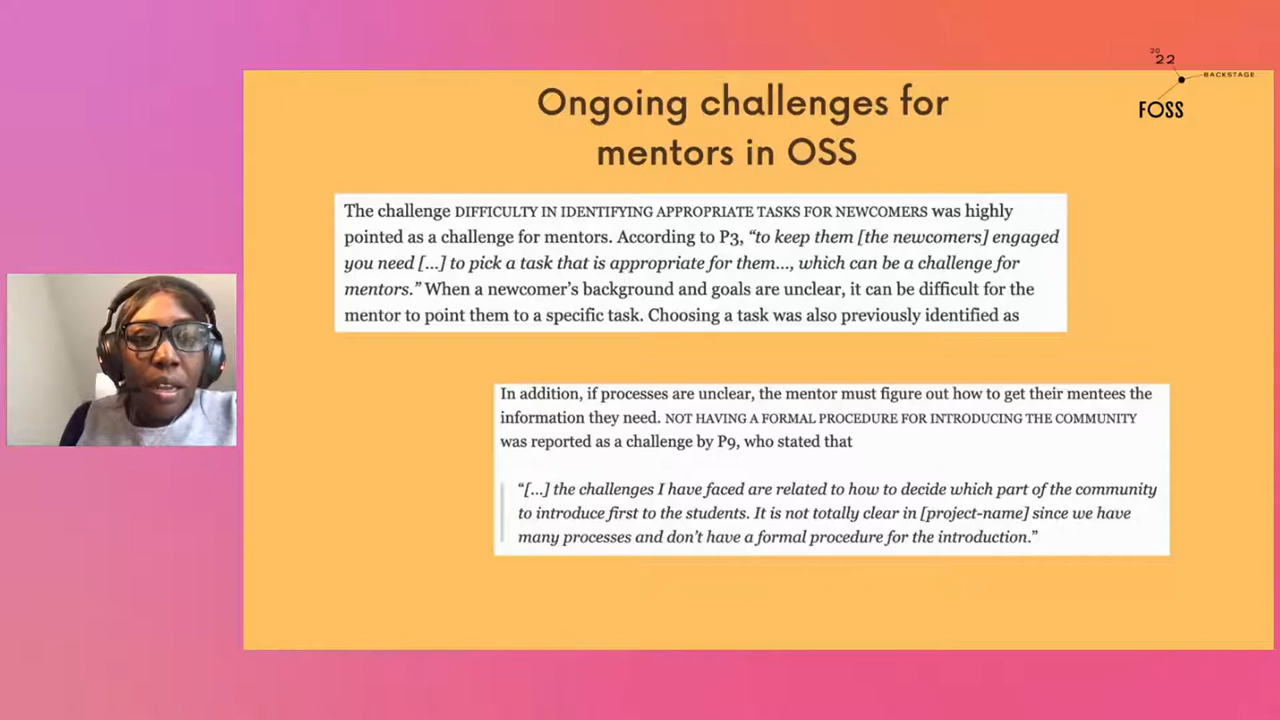 20
22
BACKSTAGE
FOSS
Ongoing challenges for
mentors in OSS
The challenge DIFFICULTY IN IDENTIFYING APPROPRIATE TASKS FOR NEWCOMERS was highly
pointed as a challenge for mentors. According to P3, “to keep them [the newcomers] engaged
you need [...] to pick a task that is appropriate for them..., which can be a challenge for
mentors.” When a newcomer’s background and goals are unclear, it can be difficult for the
mentor to point them to a specific task. Choosing a task was also previously identified as
In addition, if processes are unclear, the mentor must figure out how to get their mentees the
information they need. NOT HAVING A FORMAL PROCEDURE FOR INTRODUCING THE COMMUNITY
was reported as a challenge by P9, who stated that
“[...] the challenges I have faced are related to how to decide which part of the community
to introduce first to the students. It is not totally clear in [project-name] since we have
many processes and don’t have a formal procedure for the introduction.”